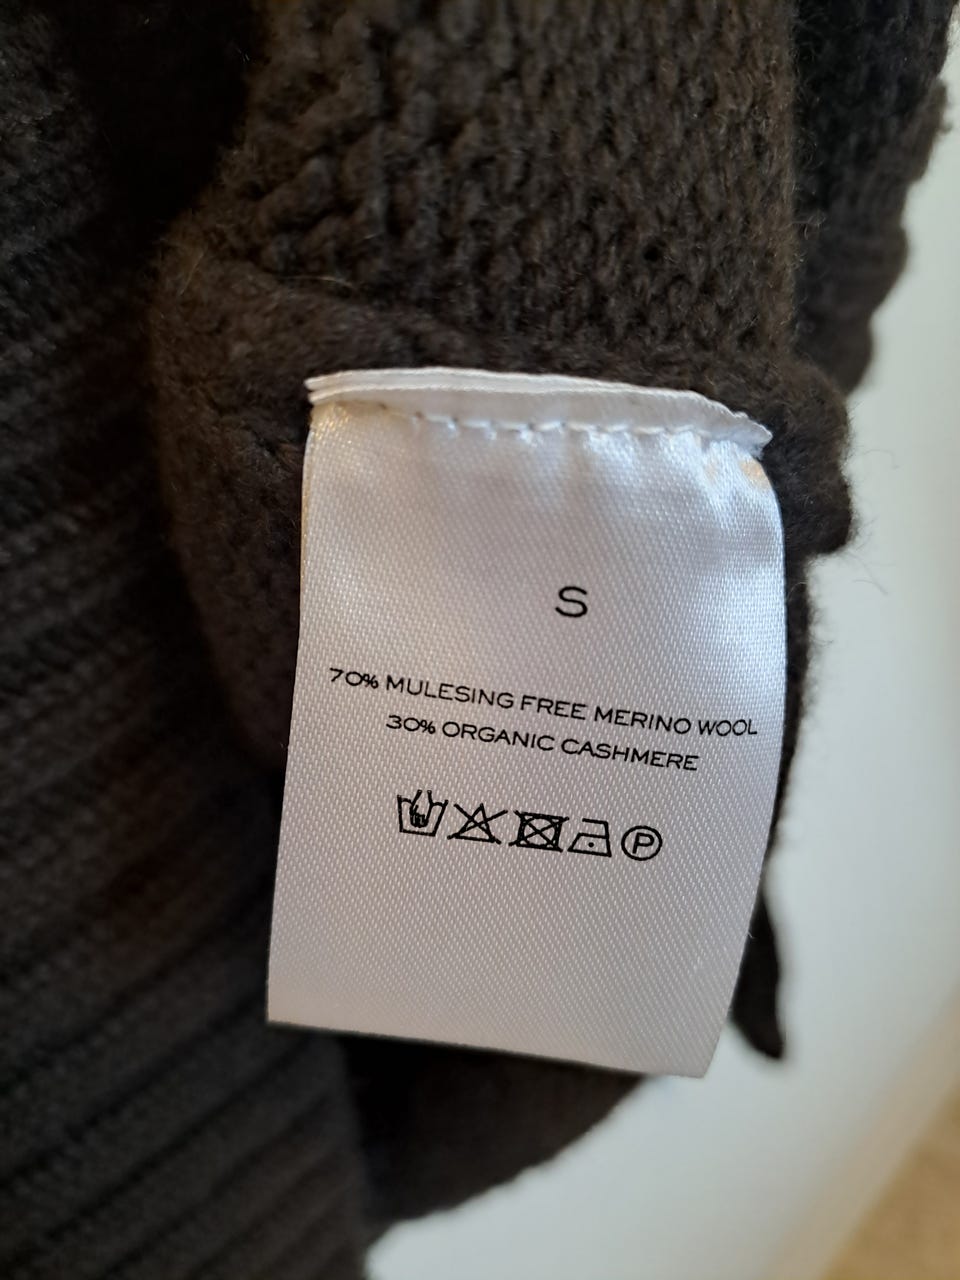 S
70% MULESING FREE MERINO WOOL
30% ORGANIC CASHMERE
P